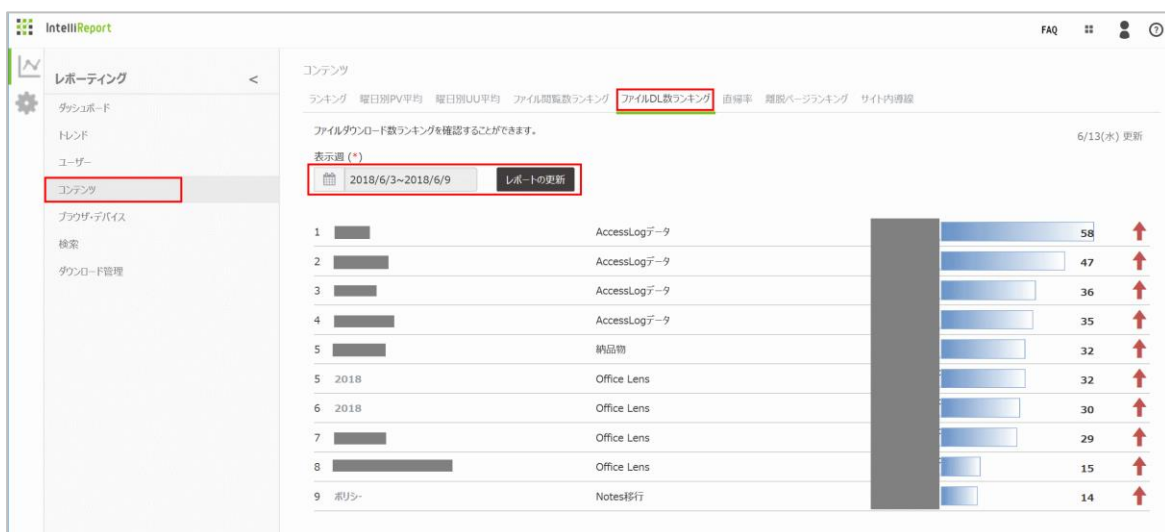 IntelliReport
FAQ
レポーティング <
ダッシュボード
トレンド
ユーザー
コンテンツ
ブラウザ・デバイス
検索
ダウンロード管理
コンテンツ
ランキング 曜日別PV平均 曜日別UU平均 ファイル閲覧数ランキング ファイルDL数ランキング 直帰率 離脱ページランキング サイト内導線
ファイルダウンロード数ランキングを確認することができます。
6/13(水) 更新
表示週 (*)
2018/6/3~2018/6/9 レポートの更新
1 AccessLogデータ 58
2 AccessLogデータ 47
3 AccessLogデータ 36
4 AccessLogデータ 35
5 納品物 32
5 2018 Office Lens 32
6 2018 Office Lens 30
7 Office Lens 29
8 Office Lens 15
9 ポリシ- Notes移行 14